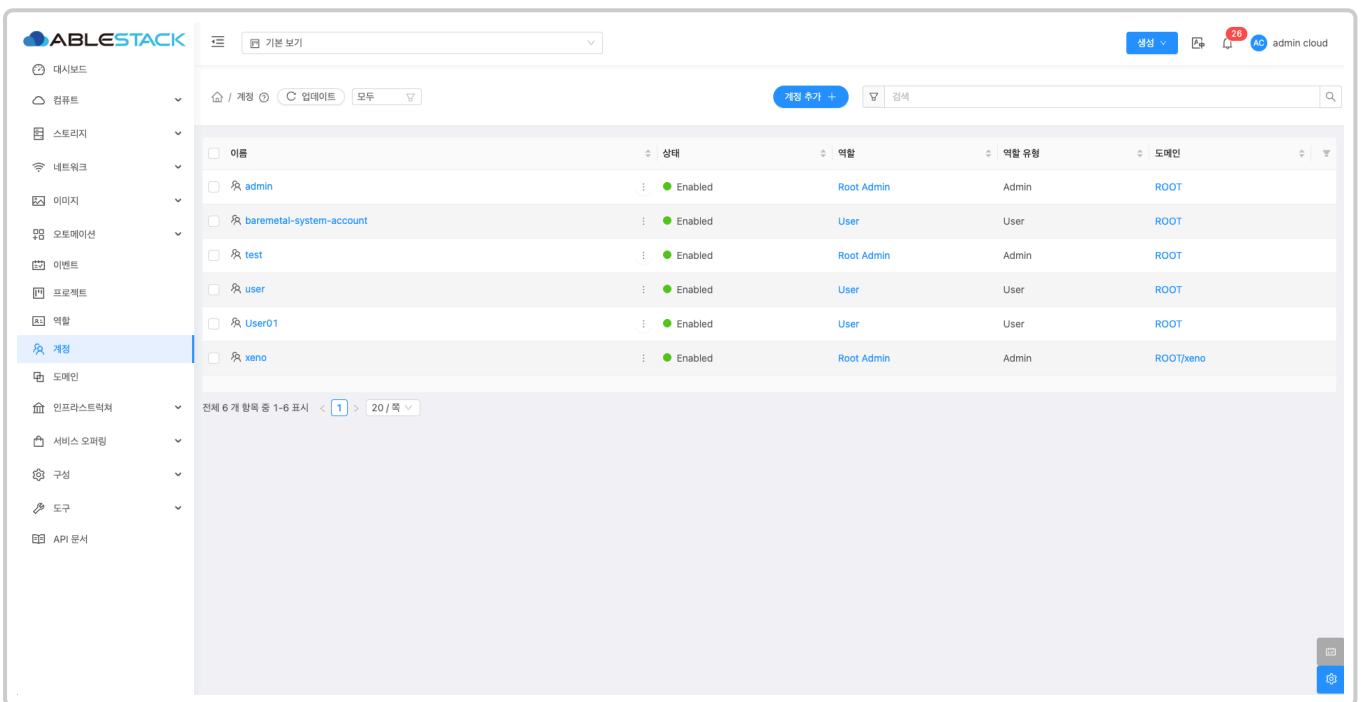 ABLESTACK
기본 보기
생성
26
AC
admin cloud
대시보드
컴퓨트
스토리지
네트워크
이미지
오토메이션
이벤트
프로젝트
역할
계정
도메인
인프라스트럭쳐
서비스 오퍼링
구성
도구
API 문서
/ 계정 업데이트 모두
계정 추가 +
검색
이름 상태 역할 역할 유형 도메인
admin Enabled Root Admin Admin ROOT
baremetal-system-account Enabled User User ROOT
test Enabled Root Admin Admin ROOT
user Enabled User User ROOT
User01 Enabled User User ROOT
xeno Enabled Root Admin Admin ROOT/xeno
전체 6 개 항목 중 1-6 표시 < 1 > 20 / 쪽